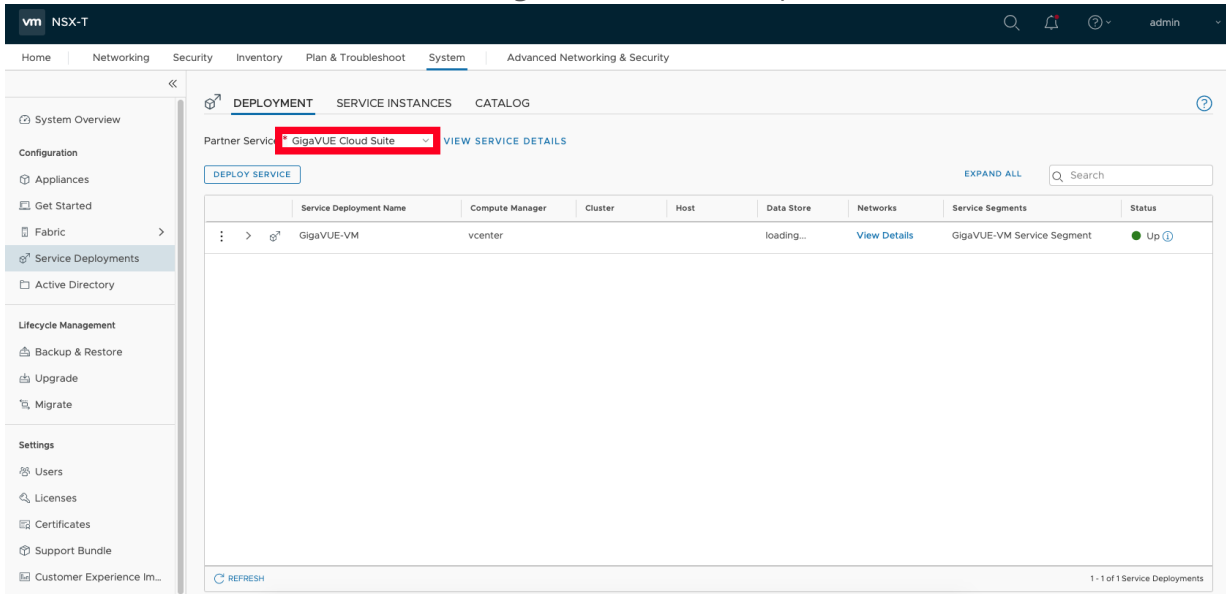 vm NSX-T admin
Home Networking Security Inventory Plan & Troubleshoot System Advanced Networking & Security
System Overview
Configuration
Appliances
Get Started
Fabric
Service Deployments
Active Directory
Lifecycle Management
Backup & Restore
Upgrade
Migrate
Settings
Users
Licenses
Certificates
Support Bundle
Customer Experience Im...
DEPLOYMENT SERVICE INSTANCES CATALOG
Partner Service * GigaVUE Cloud Suite VIEW SERVICE DETAILS
DEPLOY SERVICE EXPAND ALL Search
Service Deployment Name Compute Manager Cluster Host Data Store Networks Service Segments Status
GigaVUE-VM vcenter loading... View Details GigaVUE-VM Service Segment Up
REFRESH 1 - 1 of 1 Service Deployments